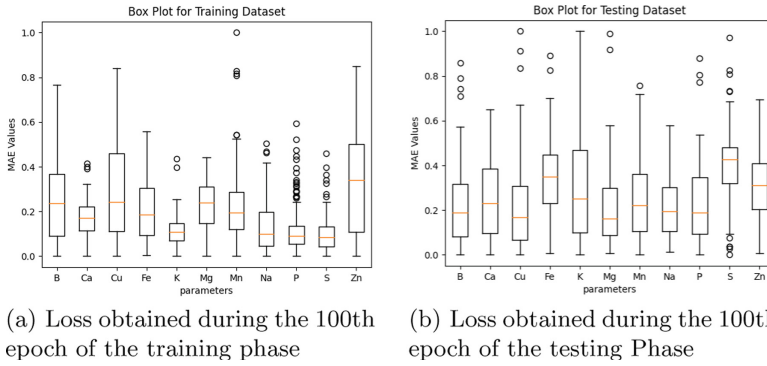 Box Plot for Training Dataset
MAE Values
1.0
0.8
0.6
0.4
0.2
0.0
B Ca Cu Fe K Mg Mn Na P S Zn
parameters
(a) Loss obtained during the 100th
epoch of the training phase
Box Plot for Testing Dataset
MAE Values
1.0
0.8
0.6
0.4
0.2
0.0
B Ca Cu Fe K Mg Mn Na P S Zn
parameters
(b) Loss obtained during the 100th
epoch of the testing Phase